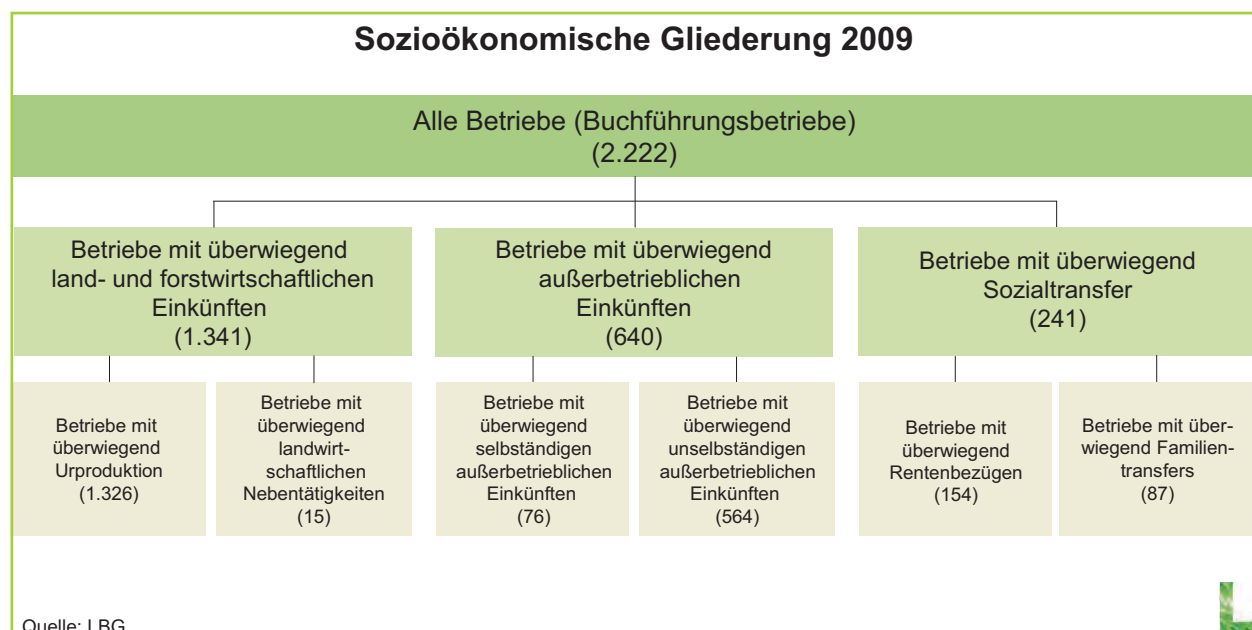 Sozioökonomische Gliederung 2009
Alle Betriebe (Buchführungsbetriebe)
(2.222)
Betriebe mit überwiegend
land- und forstwirtschaftlichen
Einkünften
(1.341)
Betriebe mit überwiegend
außerbetrieblichen
Einkünften
(640)
Betriebe mit überwiegend
Sozialtransfer
(241)
Betriebe mit
überwiegend
Urproduktion
(1.326)
Betriebe mit
überwiegend
landwirt-
schaftlichen
Nebentätigkeiten
(15)
Betriebe mit
überwiegend
selbständigen
außerbetrieblichen
Einkünften
(76)
Betriebe mit
überwiegend
unselbständigen
außerbetrieblichen
Einkünften
(564)
Betriebe mit
überwiegend
Rentenbezügen
(154)
Betriebe mit über-
wiegend Familien-
transfers
(87)
Quelle: LBG